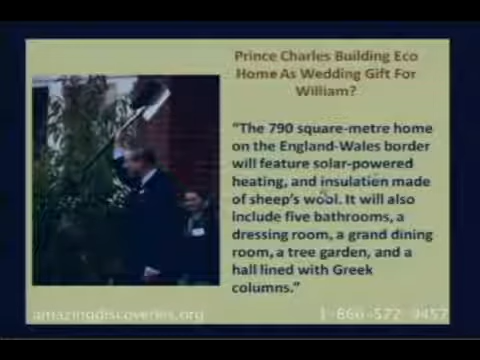 Prince Charles Building Eco
Home As Wedding Gift For
William?
"The 790 square-metre home
on the England-Wales border
will feature solar-powered
heating, and insulation made
of sheep's wool. It will also
include five bathrooms, a
dressing room, a grand dining
room, a tree garden, and a
hall lined with Greek
columns."
amazingdiscoveries.org
1-866-572-9457